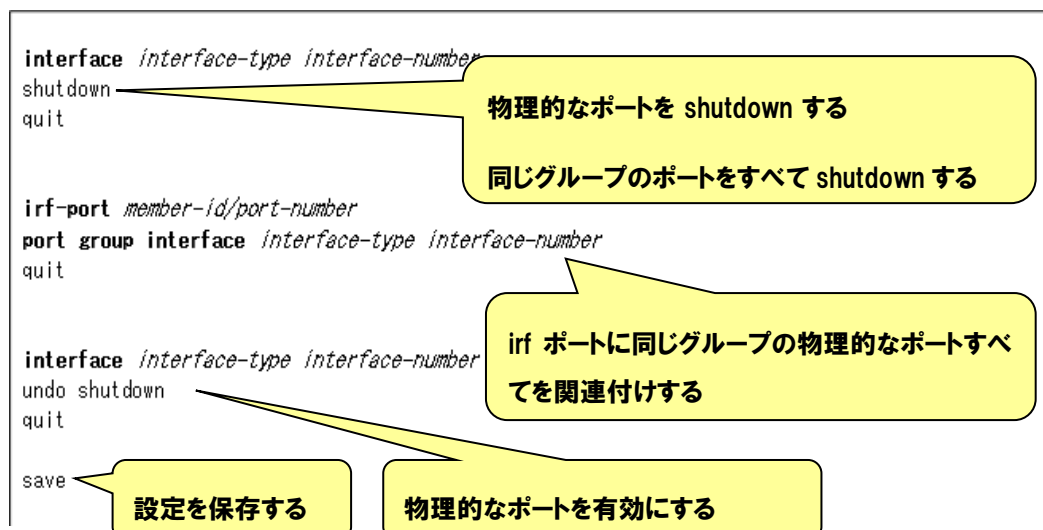 interface interface-type interface-number
shutdown
quit
物理的なポートを shutdown する
同じグループのポートをすべて shutdown する
irf-port member-id/port-number
port group interface interface-type interface-number
quit
irf ポートに同じグループの物理的なポートすべ
てを関連付けする
interface interface-type interface-number
undo shutdown
quit
save
設定を保存する
物理的なポートを有効にする